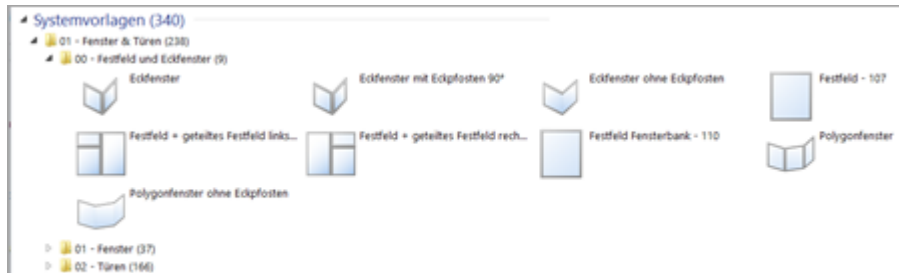 Systemvorlagen (340)
01 - Fenster & Türen (238)
00 - Festfeld und Eckfenster (9)
Eckfenster
Eckfenster mit Eckpfosten 90°
Eckfenster ohne Eckpfosten
Festfeld - 107
Festfeld + geteiltes Festfeld links...
Festfeld + geteiltes Festfeld rech...
Festfeld Fensterbank - 110
Polygonfenster
Polygonfenster ohne Eckpfosten
01 - Fenster (37)
02 - Türen (166)